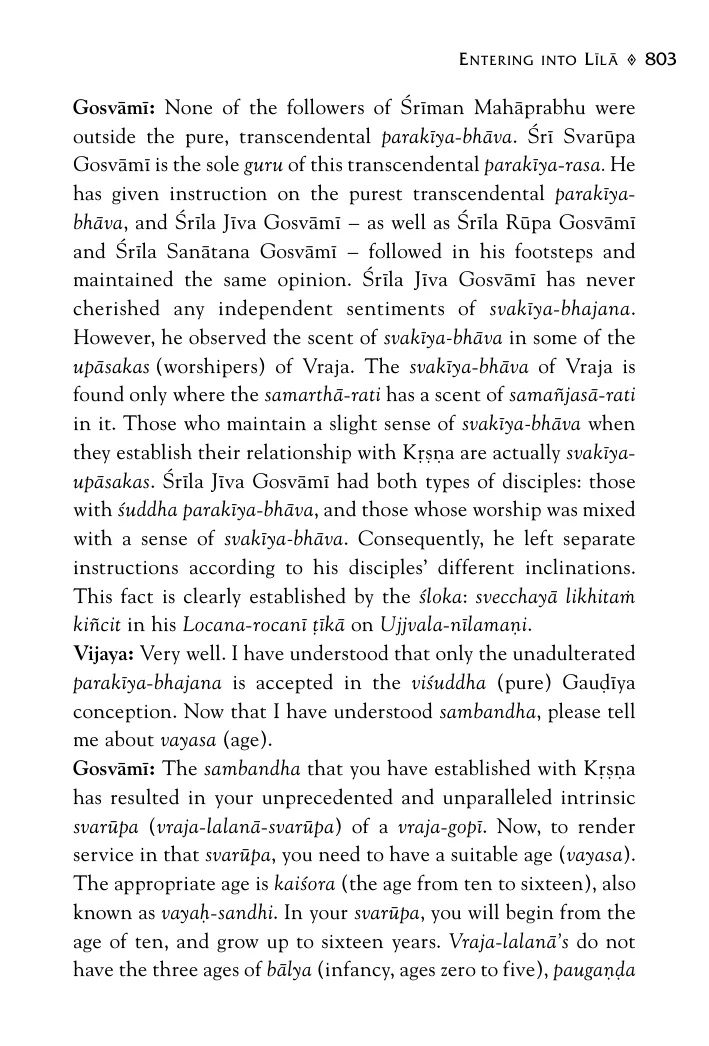 Entering into Līlā ◊ 803
Gosvāmī: None of the followers of Śrīman Mahāprabhu were
outside the pure, transcendental parakīya-bhāva. Śrī Svarūpa
Gosvāmī is the sole guru of this transcendental parakīya-rasa. He
has given instruction on the purest transcendental parakīya-
bhāva, and Śrīla Jīva Gosvāmī – as well as Śrīla Rūpa Gosvāmī
and Śrīla Sanātana Gosvāmī – followed in his footsteps and
maintained the same opinion. Śrīla Jīva Gosvāmī has never
cherished any independent sentiments of svakīya-bhajana.
However, he observed the scent of svakīya-bhāva in some of the
upāsakas (worshipers) of Vraja. The svakīya-bhāva of Vraja is
found only where the samarthā-rati has a scent of samañjasā-rati
in it. Those who maintain a slight sense of svakīya-bhāva when
they establish their relationship with Kṛṣṇa are actually svakīya-
upāsakas. Śrīla Jīva Gosvāmī had both types of disciples: those
with śuddha parakīya-bhāva, and those whose worship was mixed
with a sense of svakīya-bhāva. Consequently, he left separate
instructions according to his disciples’ different inclinations.
This fact is clearly established by the śloka: svecchayā likhitaṁ
kiñcit in his Locana-rocanī ṭīkā on Ujjvala-nīlamaṇi.
Vijaya: Very well. I have understood that only the unadulterated
parakīya-bhajana is accepted in the viśuddha (pure) Gauḍīya
conception. Now that I have understood sambandha, please tell
me about vayasa (age).
Gosvāmī: The sambandha that you have established with Kṛṣṇa
has resulted in your unprecedented and unparalleled intrinsic
svarūpa (vraja-lalanā-svarūpa) of a vraja-gopī. Now, to render
service in that svarūpa, you need to have a suitable age (vayasa).
The appropriate age is kaiśora (the age from ten to sixteen), also
known as vayaḥ-sandhi. In your svarūpa, you will begin from the
age of ten, and grow up to sixteen years. Vraja-lalanā’s do not
have the three ages of bālya (infancy, ages zero to five), paugaṇḍa